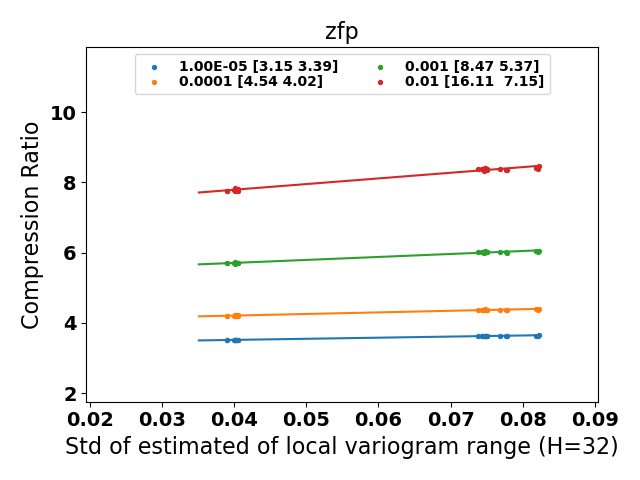 zfp
1.00E-05 [3.15 3.39]
0.0001 [4.54 4.02]
0.001 [8.47 5.37]
0.01 [16.11  7.15]
Compression Ratio
10
8
6
4
2
0.02 0.03 0.04 0.05 0.06 0.07 0.08 0.09
Std of estimated of local variogram range (H=32)